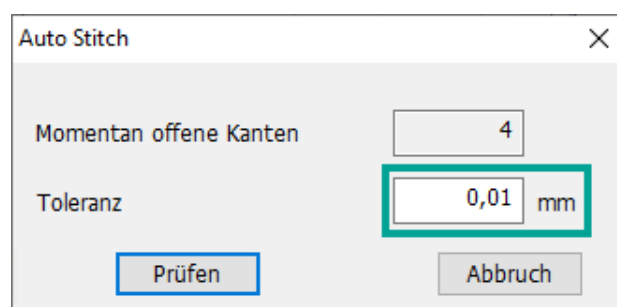 Auto Stitch
Momentan offene Kanten 4
Toleranz 0,01 mm
Prüfen Abbruch